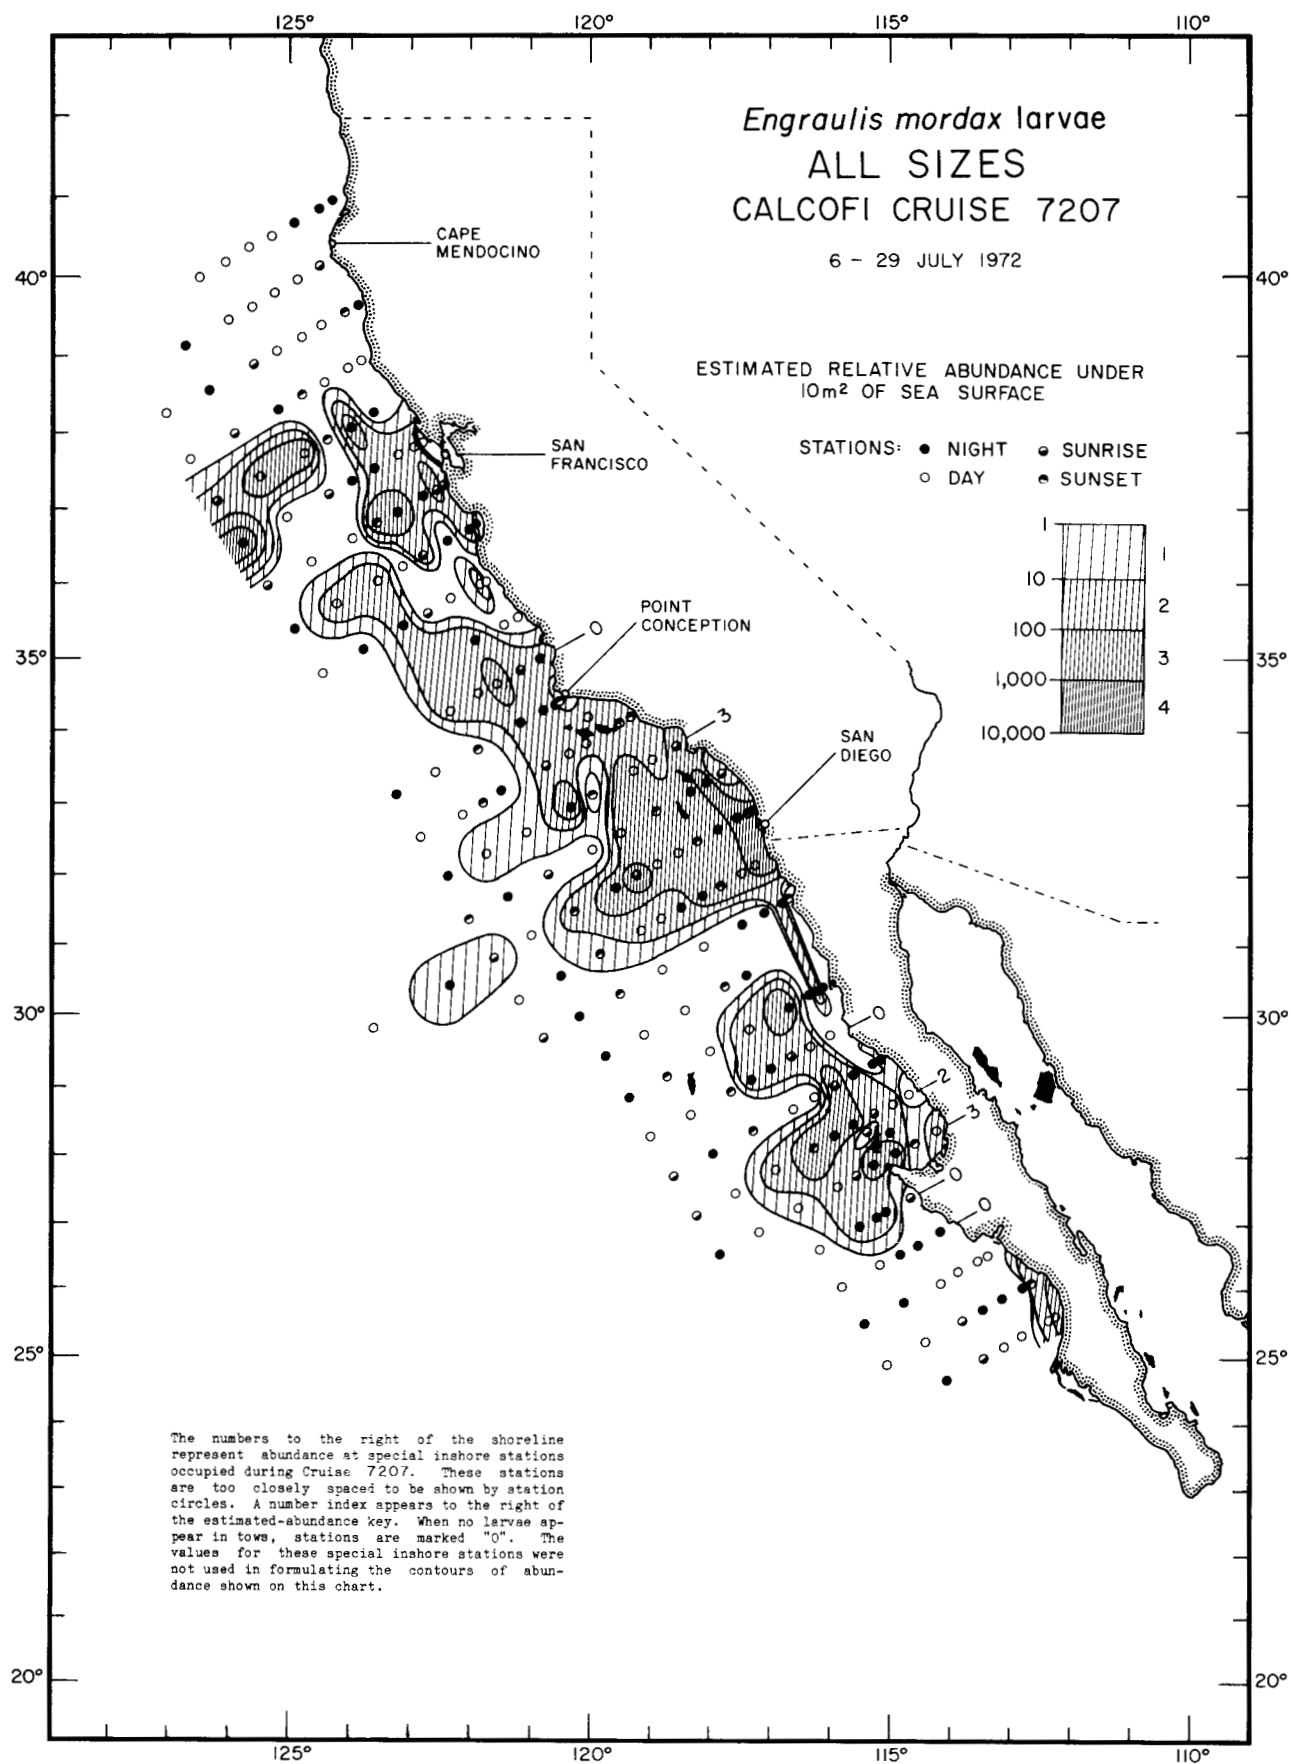 125° 120° 115° 110°
Engraulis mordax larvae
ALL SIZES
CALCOFI CRUISE 7207
6 – 29 JULY 1972
CAPE
MENDOCINO
40° 40°
ESTIMATED RELATIVE ABUNDANCE UNDER
10m² OF SEA SURFACE
STATIONS: ● NIGHT SUNRISE
○ DAY SUNSET
SAN
FRANCISCO
1
1
10
2
100
3
1,000
4
10,000
POINT
CONCEPTION
0
35° 35°
3
SAN
DIEGO
30° 30°
0
2
3
0
0
25° 25°
The numbers to the right of the shoreline
represent abundance at special inshore stations
occupied during Cruise 7207. These stations
are too closely spaced to be shown by station
circles. A number index appears to the right of
the estimated-abundance key. When no larvae ap-
pear in tows, stations are marked "0". The
values for these special inshore stations were
not used in formulating the contours of abun-
dance shown on this chart.
20° 20°
125° 120° 115° 110°